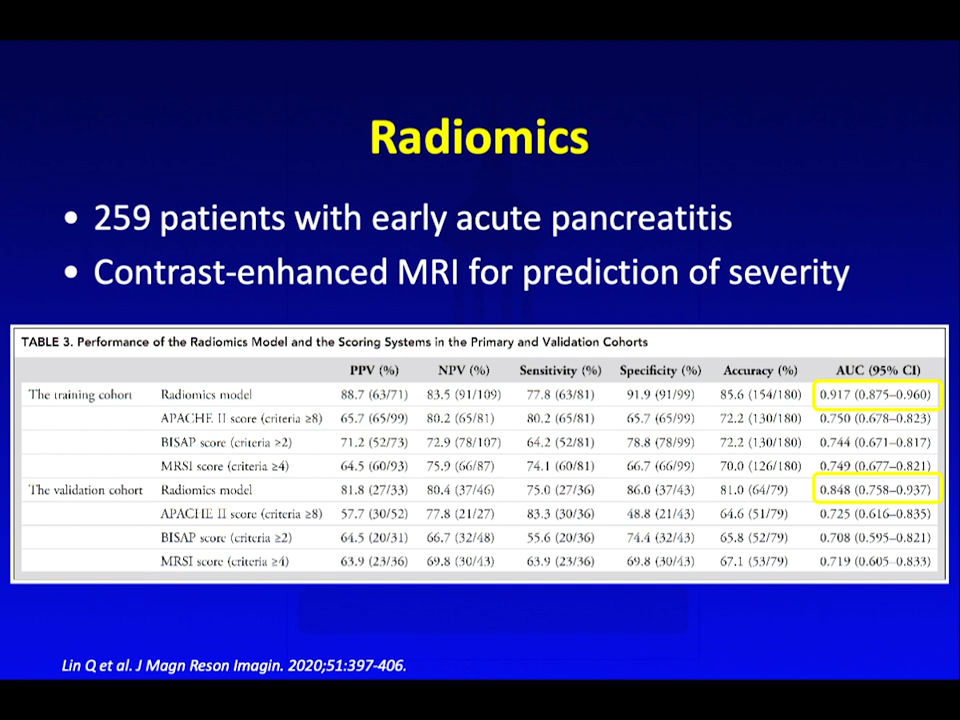 Radiomics
• 259 patients with early acute pancreatitis
• Contrast-enhanced MRI for prediction of severity
TABLE 3. Performance of the Radiomics Model and the Scoring Systems in the Primary and Validation Cohorts
PPV (%) NPV (%) Sensitivity (%) Specificity (%) Accuracy (%) AUC (95% CI)
The training cohort Radiomics model 88.7 (63/71) 83.5 (91/109) 77.8 (63/81) 91.9 (91/99) 85.6 (154/180) 0.917 (0.875–0.960)
APACHE II score (criteria ≥8) 65.7 (65/99) 80.2 (65/81) 80.2 (65/81) 65.7 (65/99) 72.2 (130/180) 0.750 (0.678–0.823)
BISAP score (criteria ≥2) 71.2 (52/73) 72.9 (78/107) 64.2 (52/81) 78.8 (78/99) 72.2 (130/180) 0.744 (0.671–0.817)
MRSI score (criteria ≥4) 64.5 (60/93) 75.9 (66/87) 74.1 (60/81) 66.7 (66/99) 70.0 (126/180) 0.749 (0.677–0.821)
The validation cohort Radiomics model 81.8 (27/33) 80.4 (37/46) 75.0 (27/36) 86.0 (37/43) 81.0 (64/79) 0.848 (0.758–0.937)
APACHE II score (criteria ≥8) 57.7 (30/52) 77.8 (21/27) 83.3 (30/36) 48.8 (21/43) 64.6 (51/79) 0.725 (0.616–0.835)
BISAP score (criteria ≥2) 64.5 (20/31) 66.7 (32/48) 55.6 (20/36) 74.4 (32/43) 65.8 (52/79) 0.708 (0.595–0.821)
MRSI score (criteria ≥4) 63.9 (23/36) 69.8 (30/43) 63.9 (23/36) 69.8 (30/43) 67.1 (53/79) 0.719 (0.605–0.833)
Lin Q et al. J Magn Reson Imagin. 2020;51:397-406.